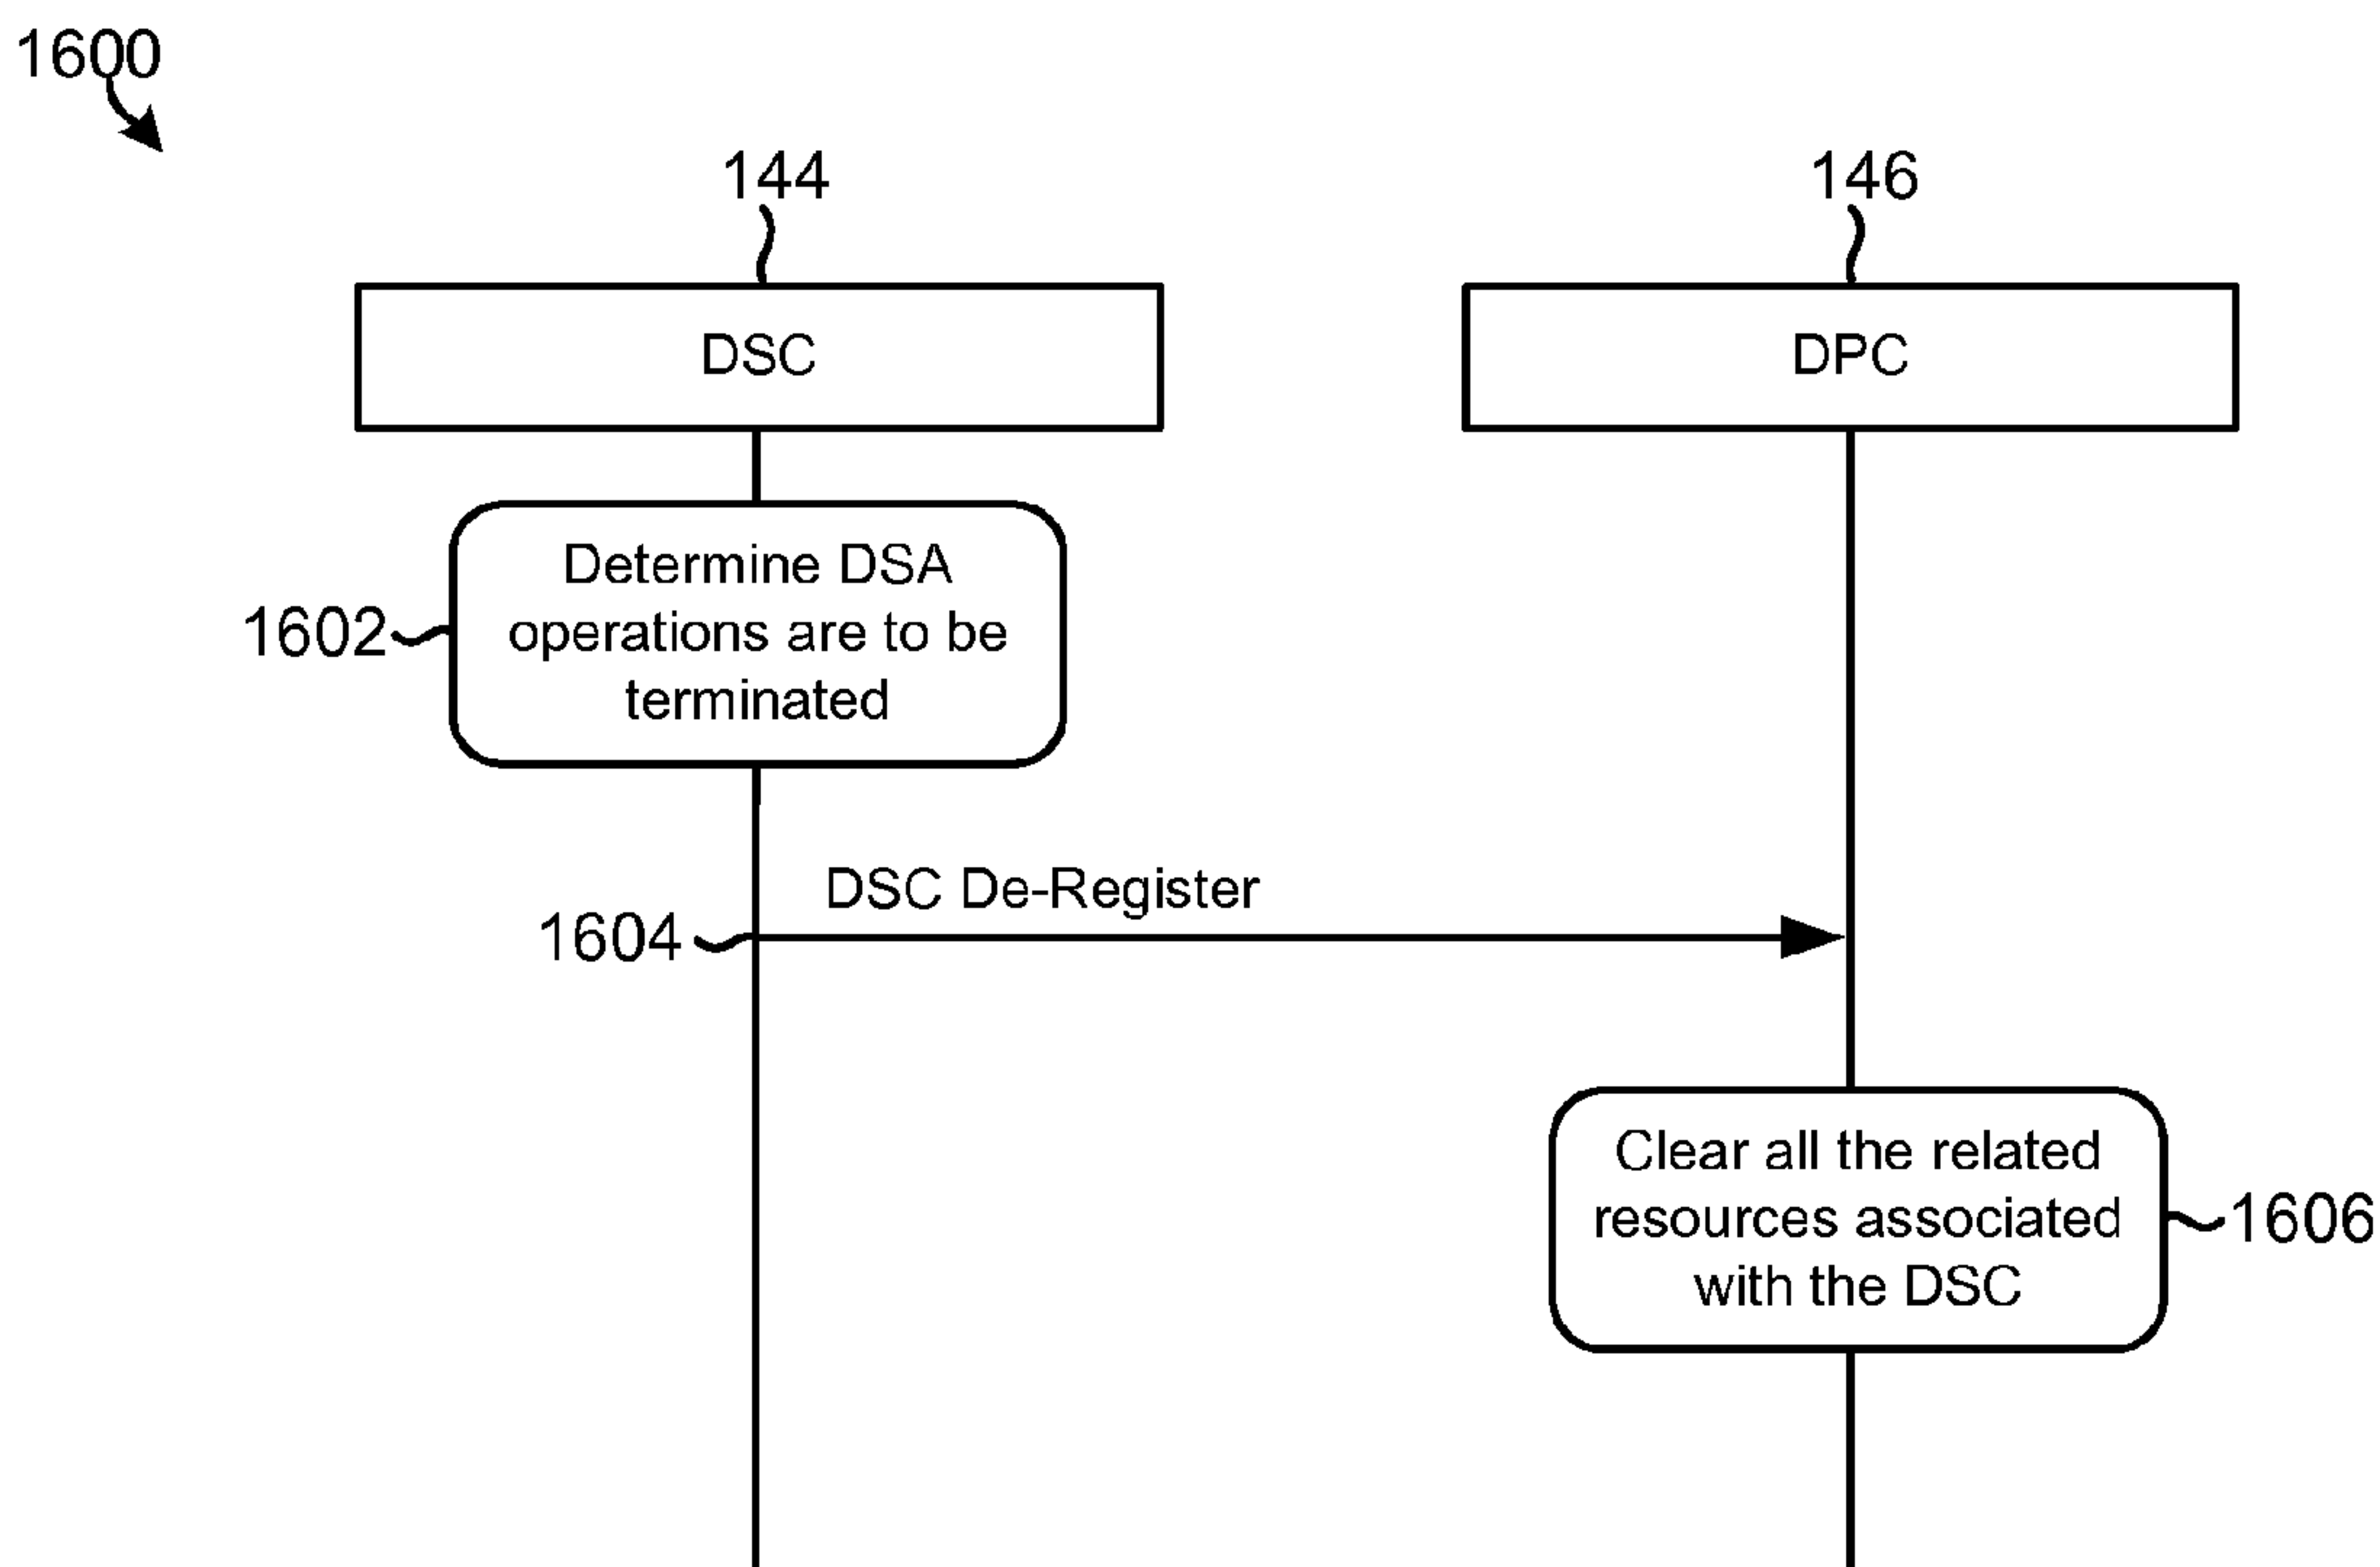 1600
144
146
DSC
DPC
Determine DSA
operations are to be
terminated
1602
DSC De-Register
1604
Clear all the related
resources associated
with the DSC
1606